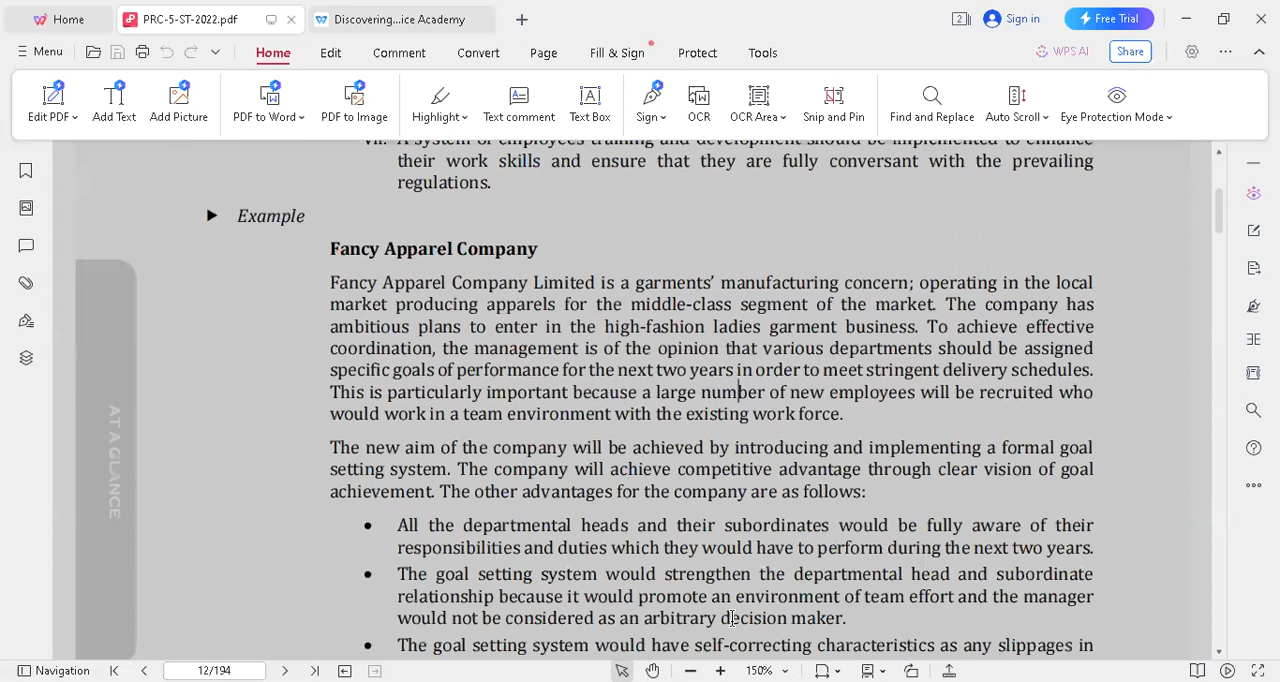 Home
PRC-5-ST-2022.pdf
Discovering...ice Academy
Sign in
Free Trial
Menu
Home
Edit
Comment
Convert
Page
Fill & Sign
Protect
Tools
WPS AI
Share
Edit PDF
Add Text
Add Picture
PDF to Word
PDF to Image
Highlight
Text comment
Text Box
Sign
OCR
OCR Area
Snip and Pin
Find and Replace
Auto Scroll
Eye Protection Mode
vii. A system of employees training and development should be implemented to enhance
their work skills and ensure that they are fully conversant with the prevailing
regulations.
Example
Fancy Apparel Company
Fancy Apparel Company Limited is a garments’ manufacturing concern; operating in the local
market producing apparels for the middle-class segment of the market. The company has
ambitious plans to enter in the high-fashion ladies garment business. To achieve effective
coordination, the management is of the opinion that various departments should be assigned
specific goals of performance for the next two years in order to meet stringent delivery schedules.
This is particularly important because a large number of new employees will be recruited who
would work in a team environment with the existing work force.
The new aim of the company will be achieved by introducing and implementing a formal goal
setting system. The company will achieve competitive advantage through clear vision of goal
achievement. The other advantages for the company are as follows:
• All the departmental heads and their subordinates would be fully aware of their
responsibilities and duties which they would have to perform during the next two years.
• The goal setting system would strengthen the departmental head and subordinate
relationship because it would promote an environment of team effort and the manager
would not be considered as an arbitrary decision maker.
• The goal setting system would have self-correcting characteristics as any slippages in
AT A GLANCE
Navigation
12/194
150%